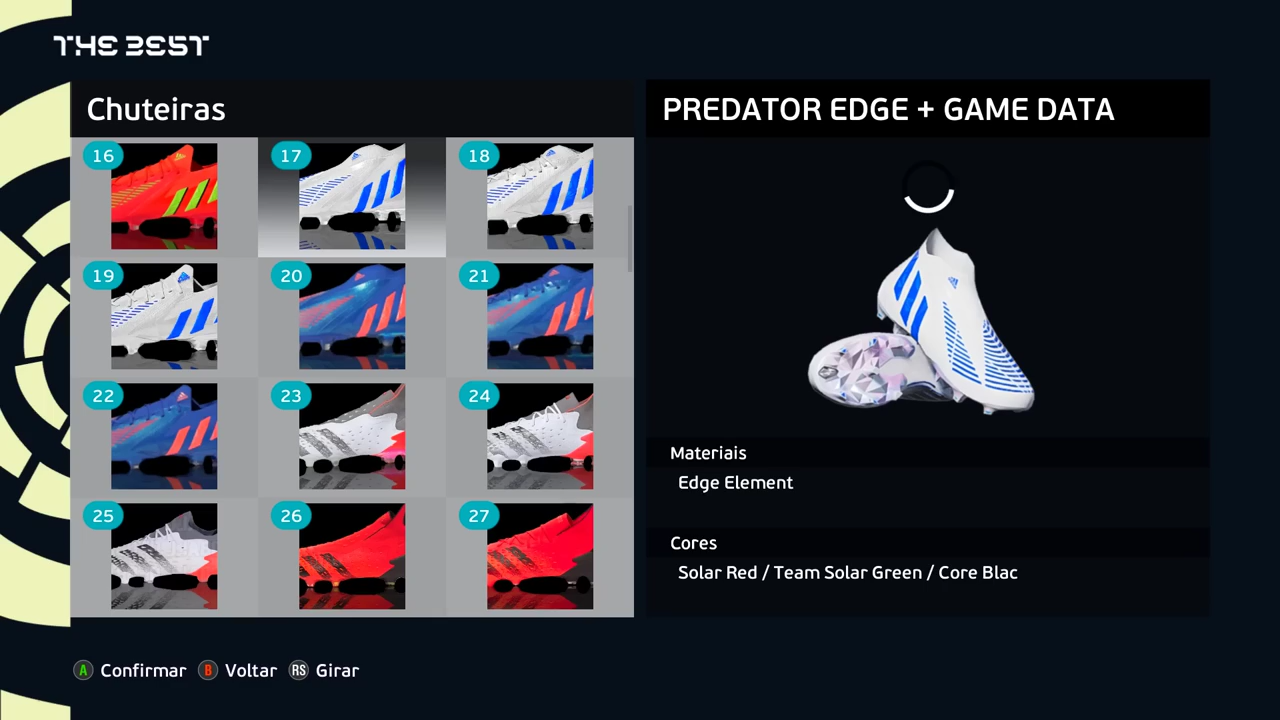 THE BEST
Chuteiras
PREDATOR EDGE + GAME DATA
16
17
18
19
20
21
22
23
24
25
26
27
Materiais
Edge Element
Cores
Solar Red / Team Solar Green / Core Blac
A Confirmar B Voltar RS Girar